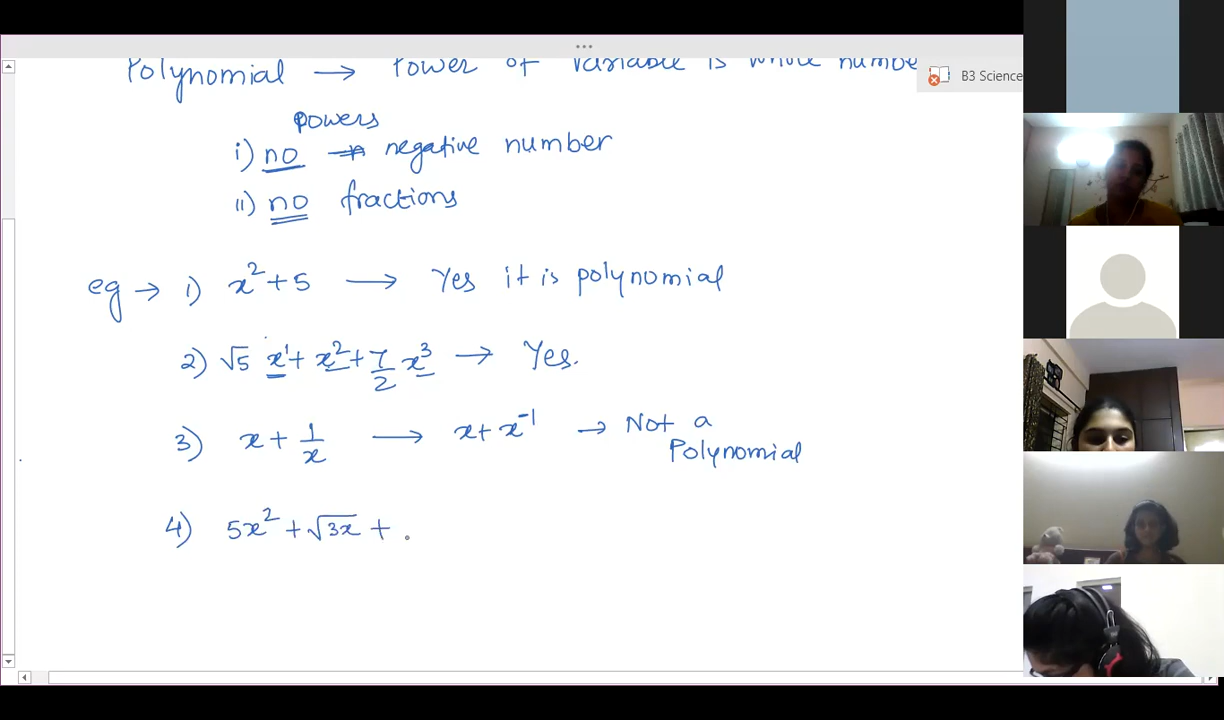 Polynomial → Power of variable is whole numbe
B3 Science
powers
i) no negative number
ii) no fractions
eg → 1) x² + 5 → Yes it is polynomial
2) √5 x¹ + x² + 7/2 x³ → Yes.
3) x + 1/x → x + x⁻¹ → Not a
Polynomial
4) 5x² + √3x +